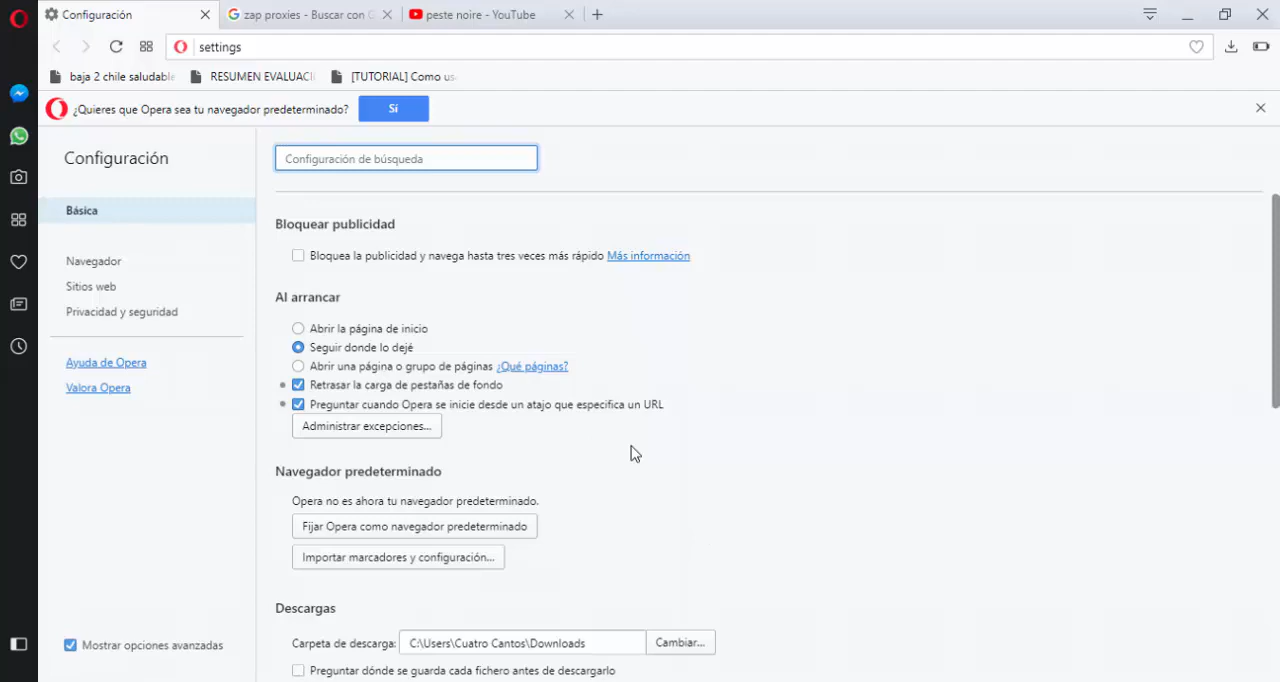 Configuración
zap proxies - Buscar con G
peste noire - YouTube
settings
baja 2 chile saludable
RESUMEN EVALUACI
[TUTORIAL] Como us
¿Quieres que Opera sea tu navegador predeterminado?
Sí
Configuración
Configuración de búsqueda
Básica
Navegador
Sitios web
Privacidad y seguridad
Ayuda de Opera
Valora Opera
Mostrar opciones avanzadas
Bloquear publicidad
Bloquea la publicidad y navega hasta tres veces más rápido Más información
Al arrancar
Abrir la página de inicio
Seguir donde lo dejé
Abrir una página o grupo de páginas ¿Qué páginas?
Retrasar la carga de pestañas de fondo
Preguntar cuando Opera se inicie desde un atajo que especifica un URL
Administrar excepciones...
Navegador predeterminado
Opera no es ahora tu navegador predeterminado.
Fijar Opera como navegador predeterminado
Importar marcadores y configuración...
Descargas
Carpeta de descarga: C:\Users\Cuatro Cantos\Downloads Cambiar...
Preguntar dónde se guarda cada fichero antes de descargarlo